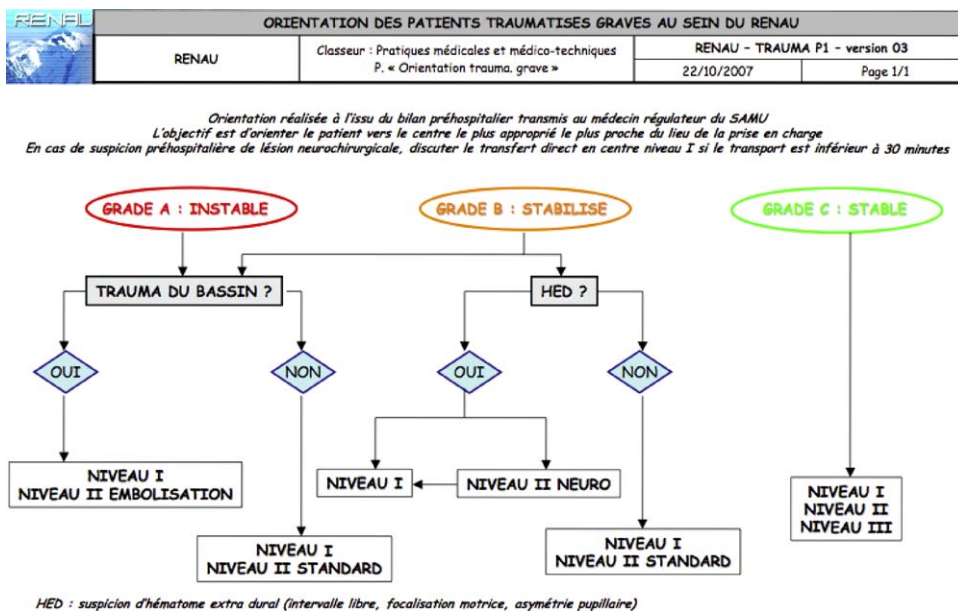 RENAU
ORIENTATION DES PATIENTS TRAUMATISES GRAVES AU SEIN DU RENAU
RENAU
Classeur : Pratiques médicales et médico-techniques
P. « Orientation trauma. grave »
RENAU - TRAUMA P1 - version 03
22/10/2007
Page 1/1
Orientation réalisée à l'issu du bilan préhospitalier transmis au médecin régulateur du SAMU
L'objectif est d'orienter le patient vers le centre le plus approprié le plus proche du lieu de la prise en charge
En cas de suspicion préhospitalière de lésion neurochirurgicale, discuter le transfert direct en centre niveau I si le transport est inférieur à 30 minutes
GRADE A : INSTABLE
GRADE B : STABILISE
GRADE C : STABLE
TRAUMA DU BASSIN ?
HED ?
OUI
NON
OUI
NON
NIVEAU I
NIVEAU II EMBOLISATION
NIVEAU I
NIVEAU II NEURO
NIVEAU I
NIVEAU II
NIVEAU III
NIVEAU I
NIVEAU II STANDARD
NIVEAU I
NIVEAU II STANDARD
HED : suspicion d'hématome extra dural (intervalle libre, focalisation motrice, asymétrie pupillaire)